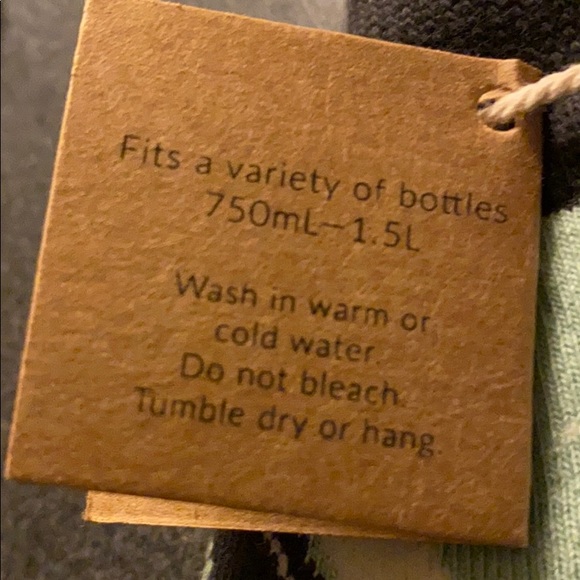 Fits a variety of bottles
750mL–1.5L
Wash in warm or
cold water.
Do not bleach.
Tumble dry or hang.